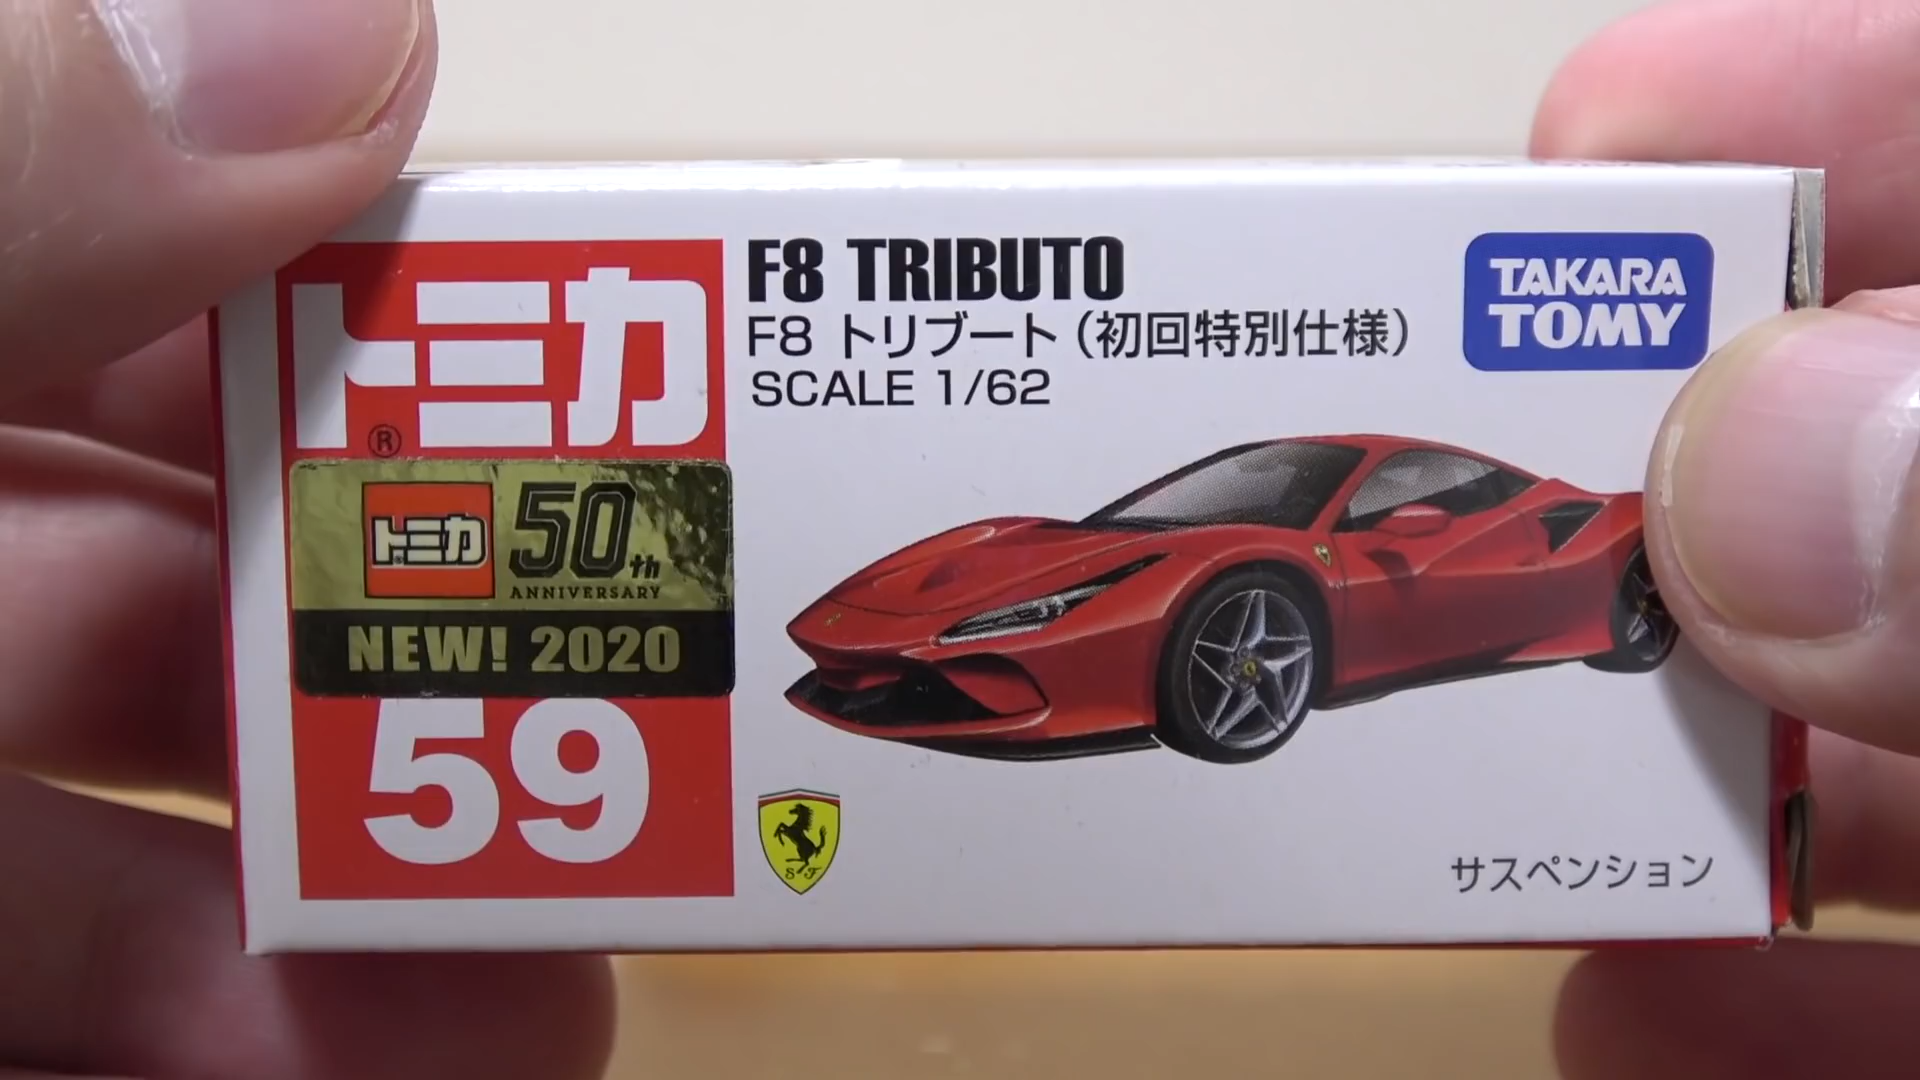 トミカ
®
トミカ
50th
ANNIVERSARY
NEW! 2020
59
F8 TRIBUTO
F8 トリブート（初回特別仕様）
SCALE 1/62
TAKARA
TOMY
S F
サスペンション